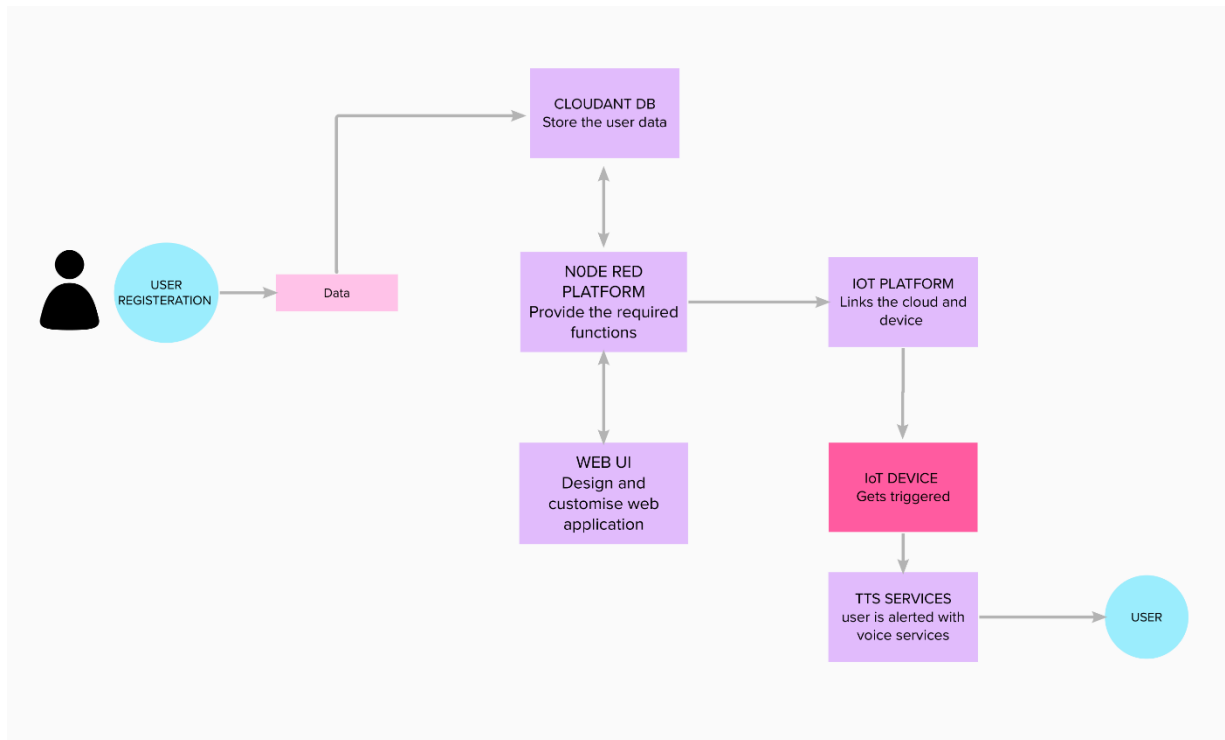 CLOUDANT DB
Store the user data
USER
REGISTERATION
Data
N0DE RED
PLATFORM
Provide the required
functions
IOT PLATFORM
Links the cloud and
device
WEB UI
Design and
customise web
application
IoT DEVICE
Gets triggered
TTS SERVICES
user is alerted with
voice services
USER